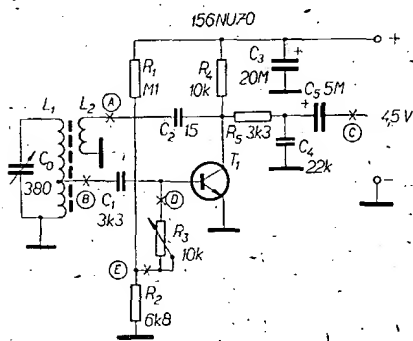 156NU70
+
R1
M1
R4
10k
C3
20M
+
L1
L2
A
C2
15
R5
3k3
+
C5
5M
C
4,5 V
C0
380
B
C1
3k3
D
T1
C4
22k
-
R3
10k
E
R2
6k8